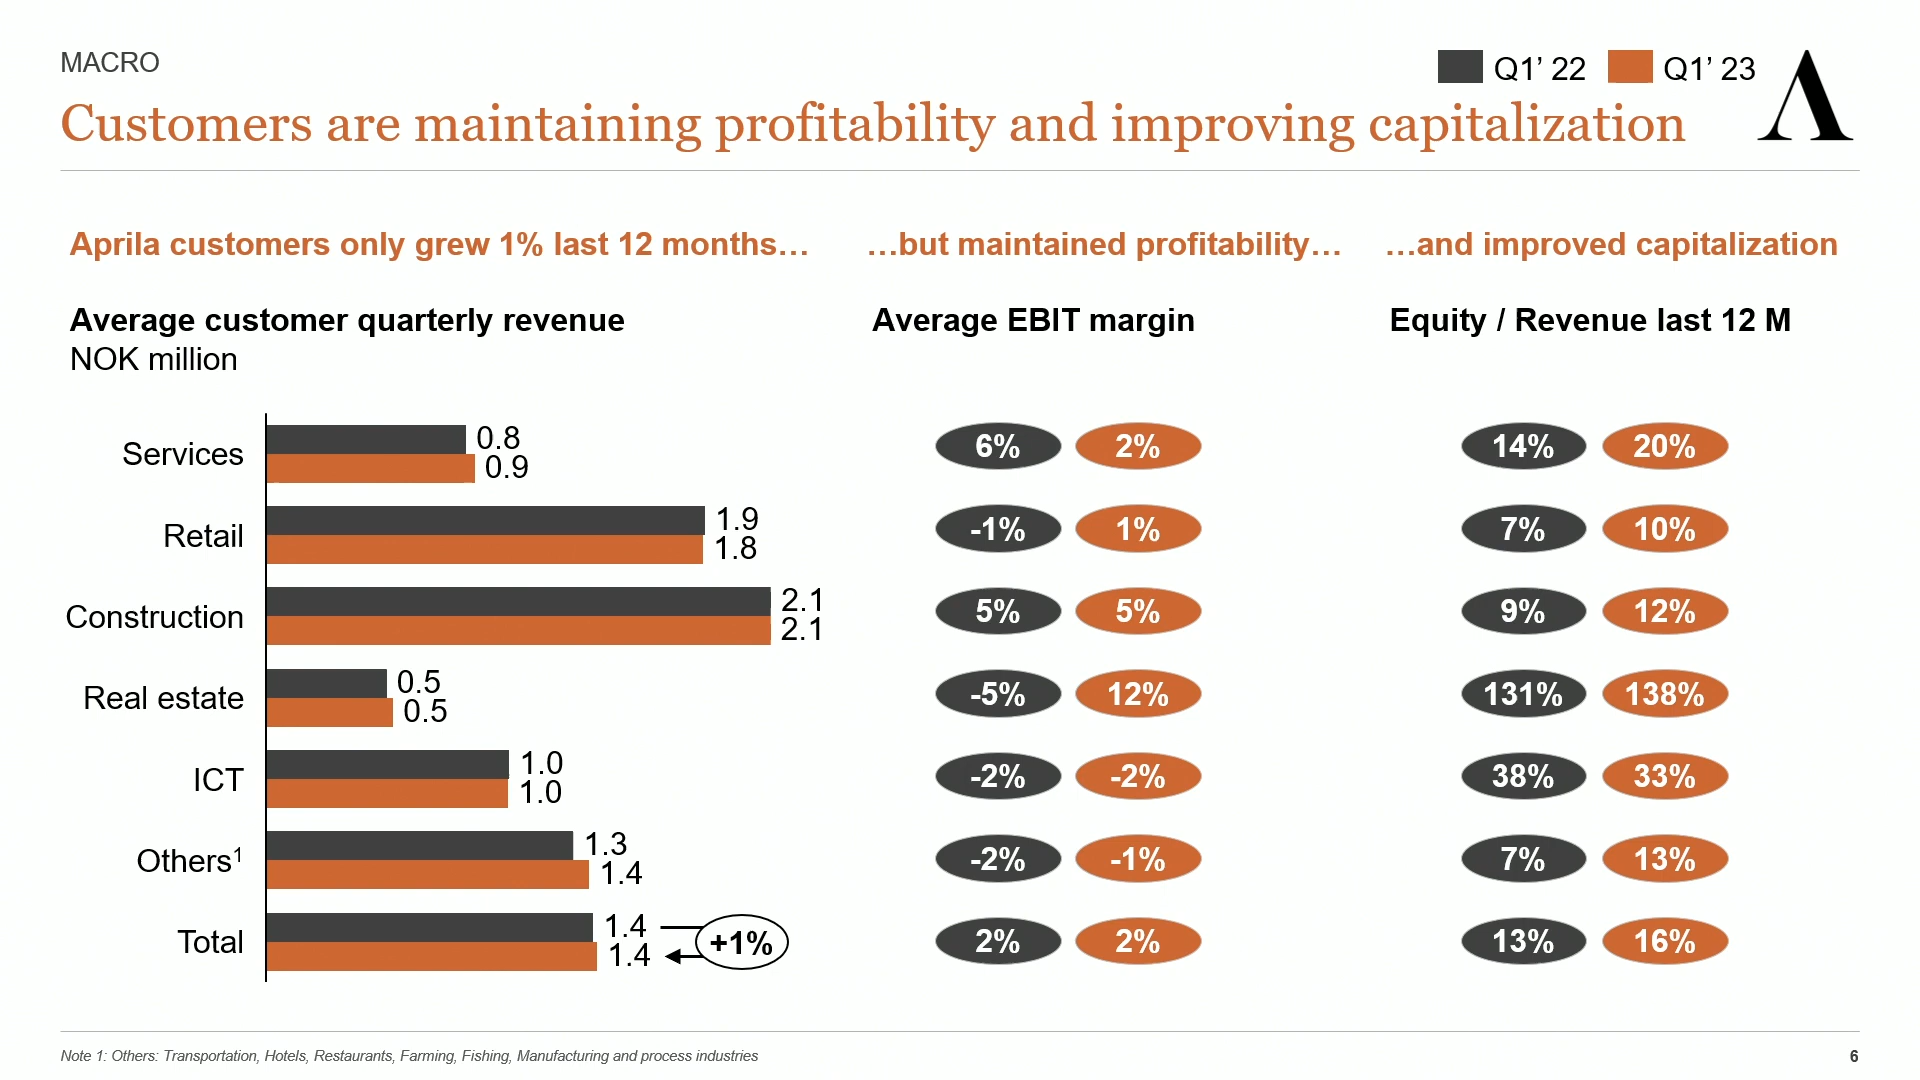 MACRO
Q1’ 22 Q1’ 23
Customers are maintaining profitability and improving capitalization
Aprila customers only grew 1% last 12 months… …but maintained profitability… …and improved capitalization
Average customer quarterly revenue Average EBIT margin Equity / Revenue last 12 M
NOK million
Services 0.8 0.9 6% 2% 14% 20%
Retail 1.9 1.8 -1% 1% 7% 10%
Construction 2.1 2.1 5% 5% 9% 12%
Real estate 0.5 0.5 -5% 12% 131% 138%
ICT 1.0 1.0 -2% -2% 38% 33%
Others¹ 1.3 1.4 -2% -1% 7% 13%
Total 1.4 1.4 +1% 2% 2% 13% 16%
Note 1: Others: Transportation, Hotels, Restaurants, Farming, Fishing, Manufacturing and process industries
6